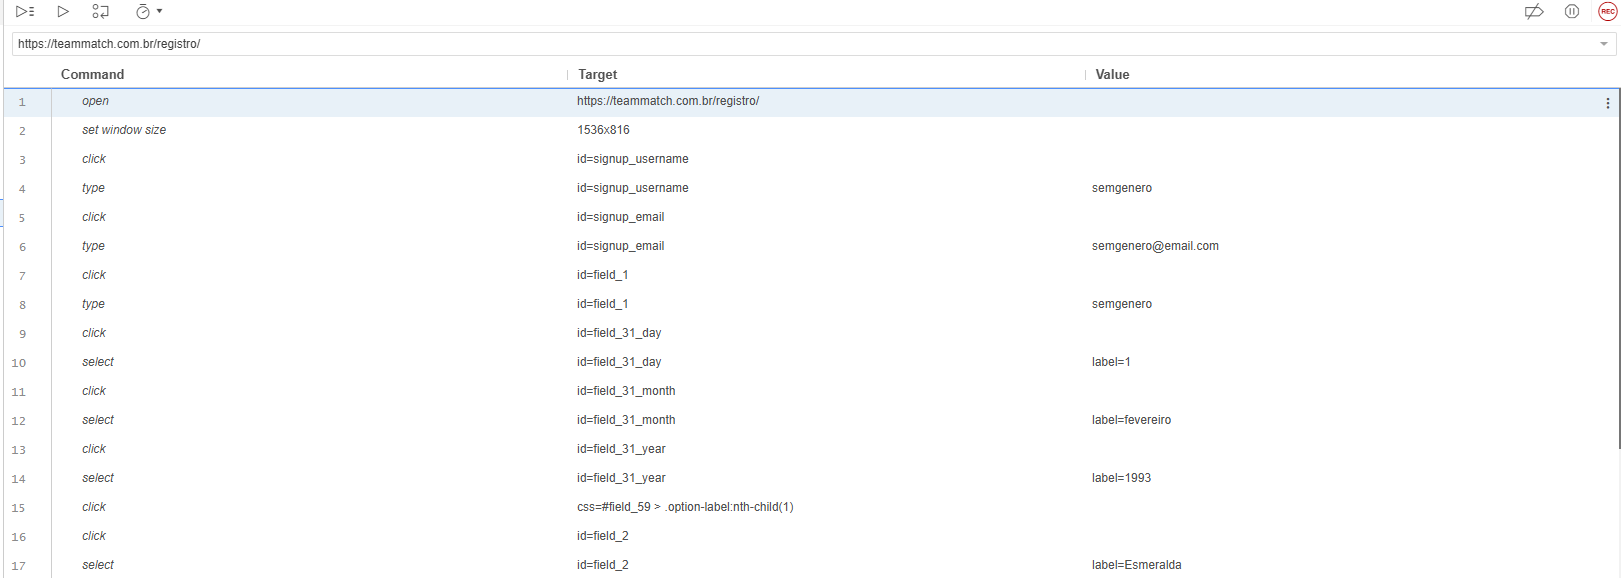 REC
https://teammatch.com.br/registro/
Command Target Value
1 open https://teammatch.com.br/registro/
2 set window size 1536x816
3 click id=signup_username
4 type id=signup_username semgenero
5 click id=signup_email
6 type id=signup_email semgenero@email.com
7 click id=field_1
8 type id=field_1 semgenero
9 click id=field_31_day
10 select id=field_31_day label=1
11 click id=field_31_month
12 select id=field_31_month label=fevereiro
13 click id=field_31_year
14 select id=field_31_year label=1993
15 click css=#field_59 > .option-label:nth-child(1)
16 click id=field_2
17 select id=field_2 label=Esmeralda